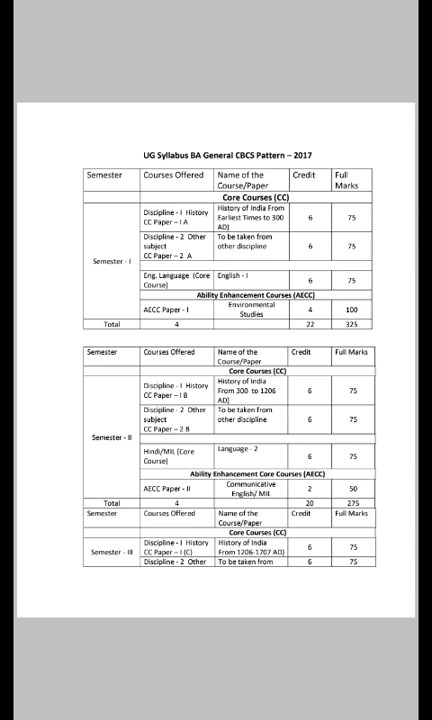 UG Syllabus BA General CBCS Pattern – 2017
Semester Courses Offered Name of the Course/Paper Credit Full Marks
Core Courses (CC)
Semester - I
Discipline - I History CC Paper – I A History of India From Earliest Times to 300 AD) 6 75
Discipline - 2 Other subject CC Paper – 2 A To be taken from other discipline 6 75
Eng. Language (Core Course) English - I 6 75
Ability Enhancement Courses (AECC)
AECC Paper - I Environmental Studies 4 100
Total 4 22 325
Semester Courses Offered Name of the Course/Paper Credit Full Marks
Core Courses (CC)
Semester - II
Discipline - I History CC Paper – I B History of India From 300 to 1206 AD) 6 75
Discipline - 2 Other subject CC Paper – 2 B To be taken from other discipline 6 75
Hindi/MIL (Core Course) Language - 2 6 75
Ability Enhancement Core Courses (AECC)
AECC Paper - II Communicative English/ MIL 2 50
Total 4 20 275
Semester Courses Offered Name of the Course/Paper Credit Full Marks
Core Courses (CC)
Semester - III
Discipline - I History CC Paper – I (C) History of India From 1206-1707 AD) 6 75
Discipline - 2 Other To be taken from 6 75